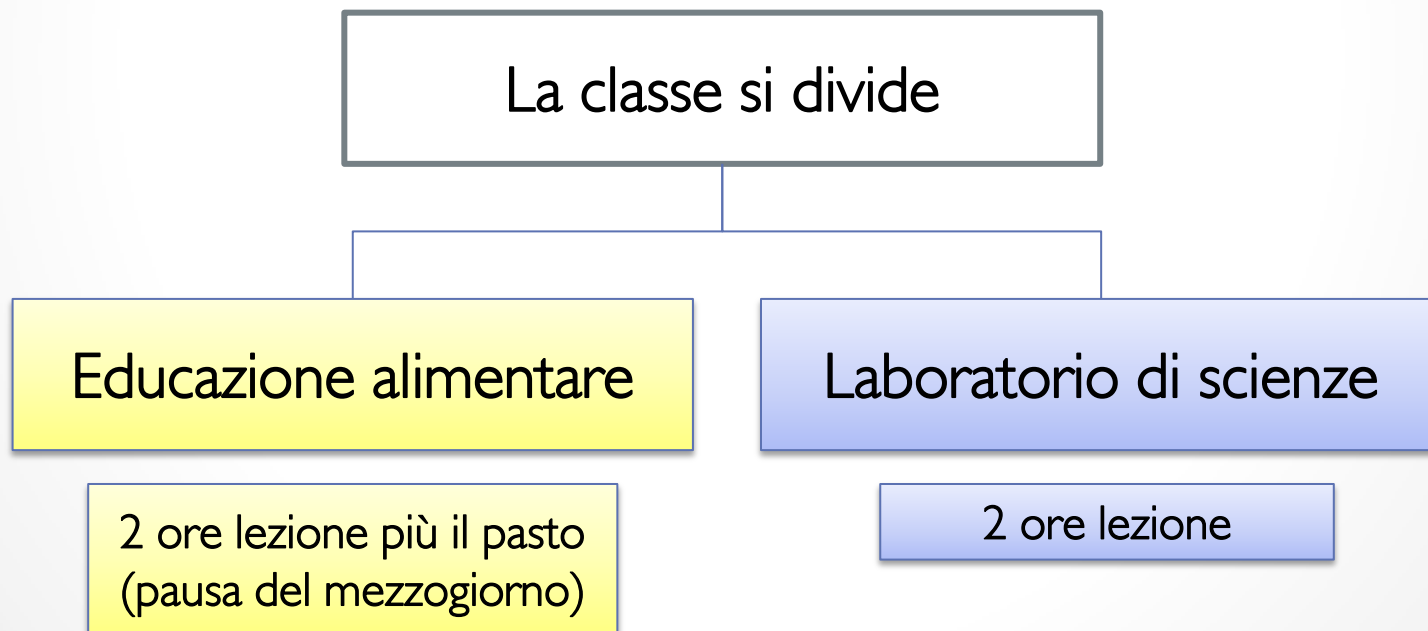 La classe si divide
Educazione alimentare
Laboratorio di scienze
2 ore lezione più il pasto
(pausa del mezzogiorno)
2 ore lezione